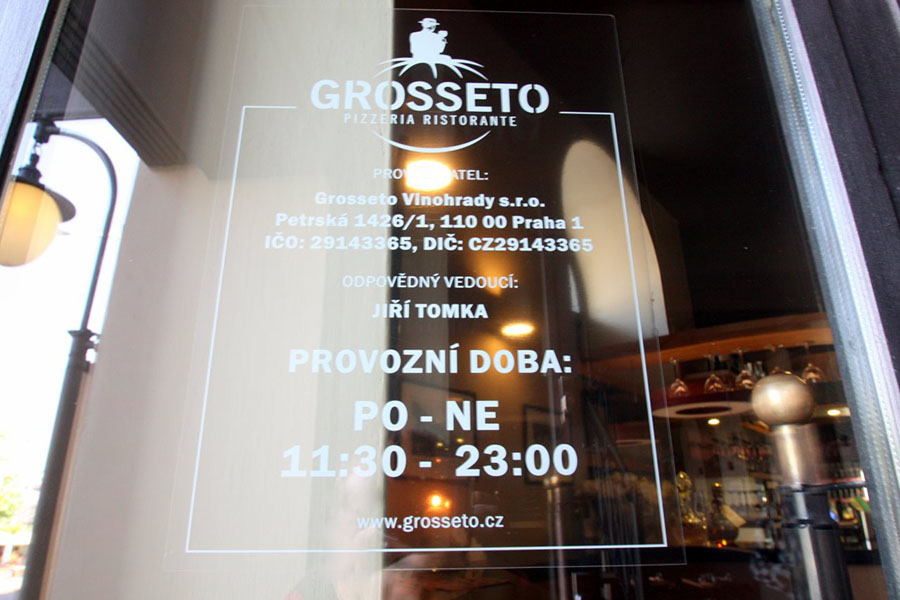 GROSSETO
PIZZERIA RISTORANTE
PROVOZOVATEL:
Grosseto Vinohrady s.r.o.
Petrská 1426/1, 110 00 Praha 1
IČO: 29143365, DIČ: CZ29143365
ODPOVĚDNÝ VEDOUCÍ:
JIŘÍ TOMKA
PROVOZNÍ DOBA:
PO - NE
11:30 - 23:00
www.grosseto.cz